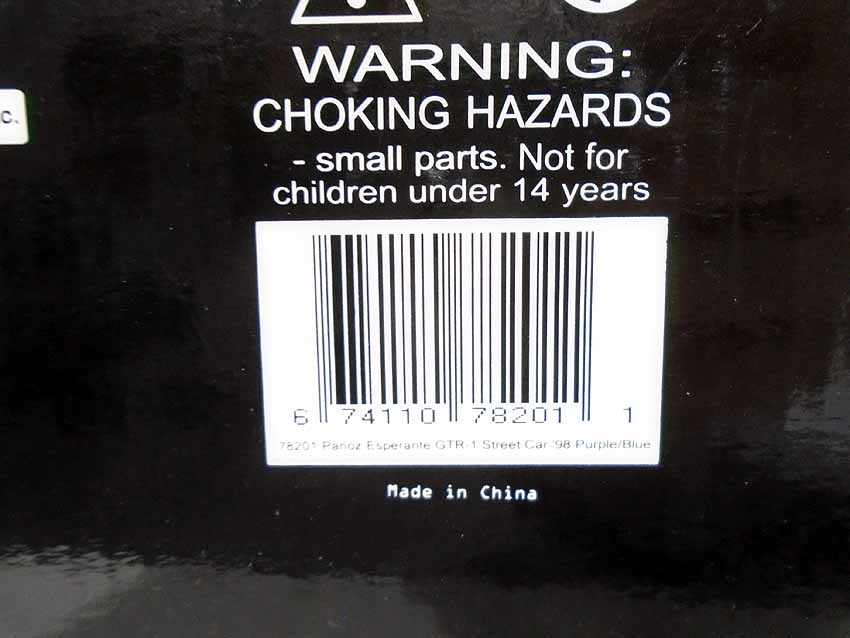 WARNING:
CHOKING HAZARDS
c.
- small parts. Not for
children under 14 years
6 74110 78201 1
78201 Panoz Esperante GTR-1 Street Car '98 Purple/Blue
Made in China